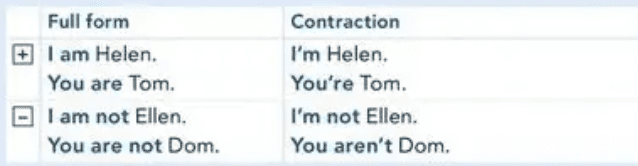 Full form Contraction
+ I am Helen. I'm Helen.
You are Tom. You're Tom.
− I am not Ellen. I'm not Ellen.
You are not Dom. You aren't Dom.